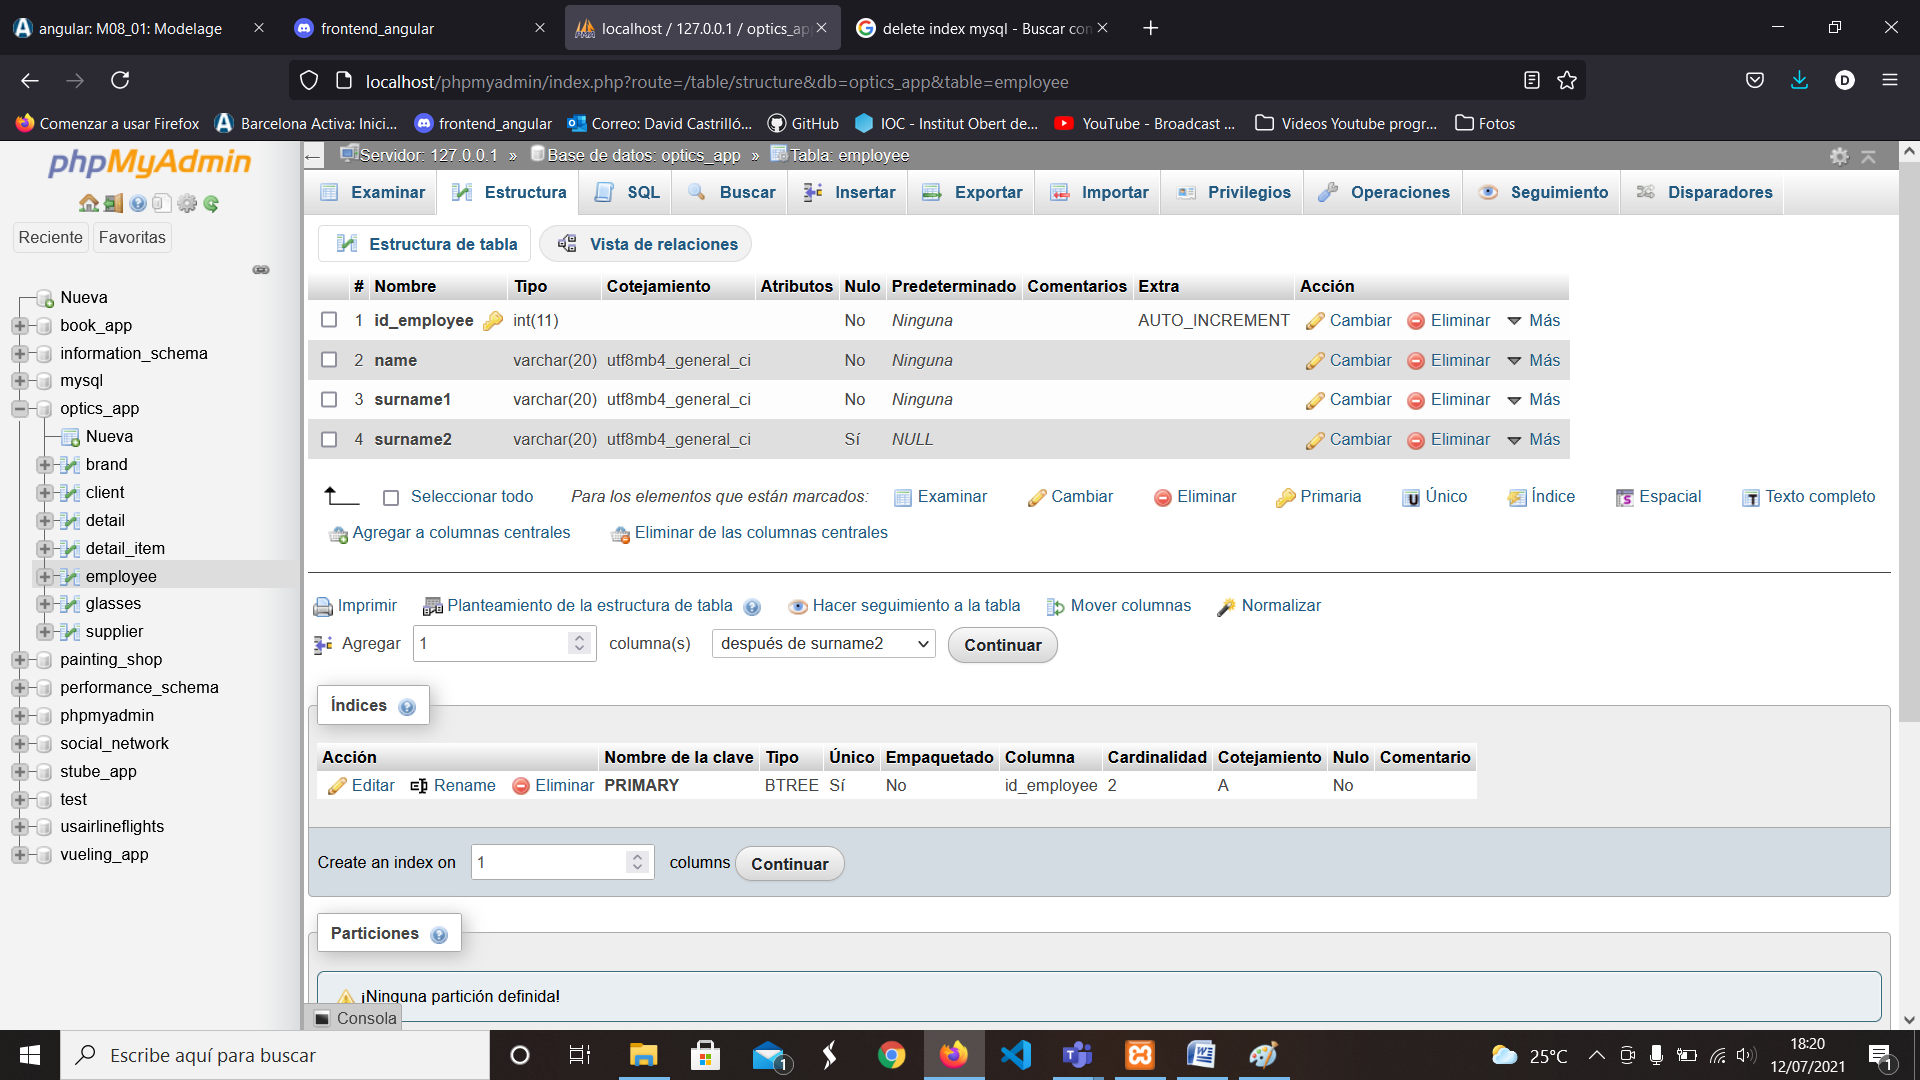 angular: M08_01: Modelage
frontend_angular
localhost / 127.0.0.1 / optics_ap
delete index mysql - Buscar con
localhost/phpmyadmin/index.php?route=/table/structure&db=optics_app&table=employee
D
Comenzar a usar Firefox
Barcelona Activa: Inici...
frontend_angular
Correo: David Castrilló...
GitHub
IOC - Institut Obert de...
YouTube - Broadcast ...
Videos Youtube progr...
Fotos
phpMyAdmin
Reciente
Favoritas
Nueva
book_app
information_schema
mysql
optics_app
Nueva
brand
client
detail
detail_item
employee
glasses
supplier
painting_shop
performance_schema
phpmyadmin
social_network
stube_app
test
usairlineflights
vueling_app
Servidor: 127.0.0.1 » Base de datos: optics_app » Tabla: employee
Examinar Estructura SQL Buscar Insertar Exportar Importar Privilegios Operaciones Seguimiento Disparadores
Estructura de tabla Vista de relaciones
# Nombre Tipo Cotejamiento Atributos Nulo Predeterminado Comentarios Extra Acción
1 id_employee int(11) No Ninguna AUTO_INCREMENT Cambiar Eliminar Más
2 name varchar(20) utf8mb4_general_ci No Ninguna Cambiar Eliminar Más
3 surname1 varchar(20) utf8mb4_general_ci No Ninguna Cambiar Eliminar Más
4 surname2 varchar(20) utf8mb4_general_ci Sí NULL Cambiar Eliminar Más
Seleccionar todo Para los elementos que están marcados: Examinar Cambiar Eliminar Primaria Único Índice Espacial Texto completo
Agregar a columnas centrales Eliminar de las columnas centrales
Imprimir Planteamiento de la estructura de tabla Hacer seguimiento a la tabla Mover columnas Normalizar
Agregar 1 columna(s) después de surname2 Continuar
Índices
Acción Nombre de la clave Tipo Único Empaquetado Columna Cardinalidad Cotejamiento Nulo Comentario
Editar Rename Eliminar PRIMARY BTREE Sí No id_employee 2 A No
Create an index on 1 columns Continuar
Particiones
¡Ninguna partición definida!
Consola
Escribe aquí para buscar
1
25°C
18:20
12/07/2021
1